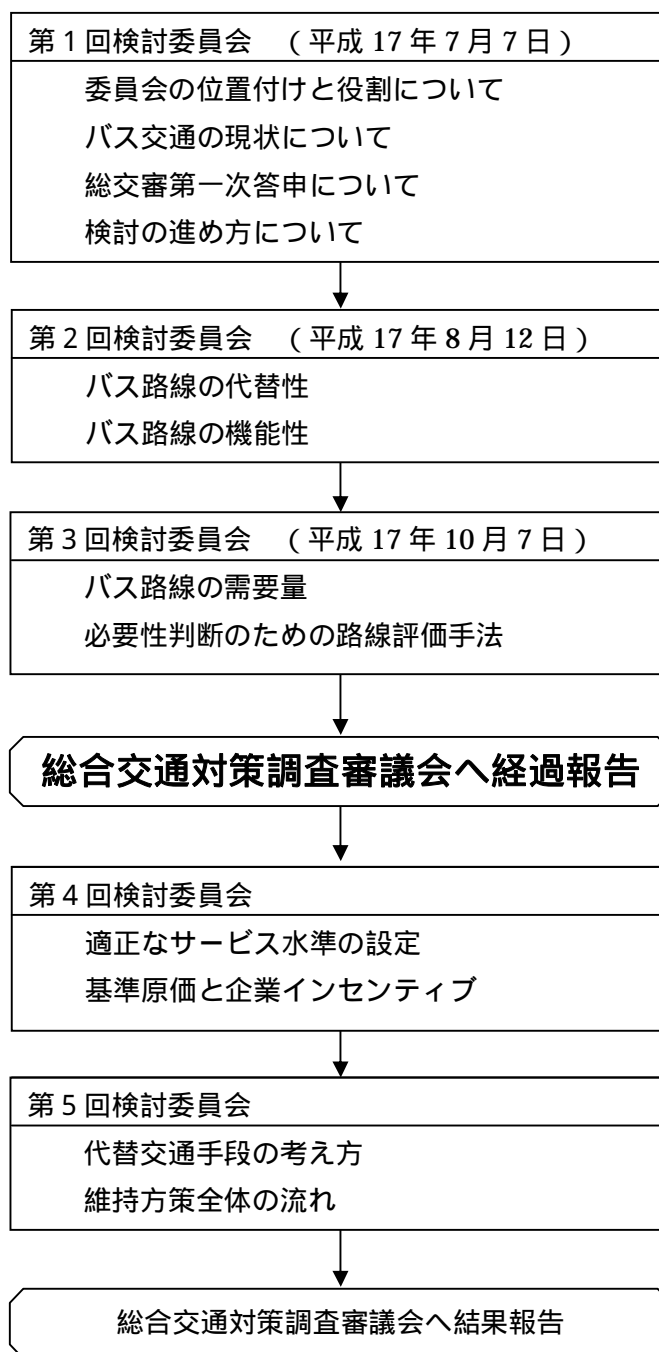 第１回検討委員会　（平成 17 年 7 月 7 日）
委員会の位置付けと役割について
バス交通の現状について
総交審第一次答申について
検討の進め方について
第２回検討委員会　（平成 17 年 8 月 12 日）
バス路線の代替性
バス路線の機能性
第３回検討委員会　（平成 17 年 10 月 7 日）
バス路線の需要量
必要性判断のための路線評価手法
総合交通対策調査審議会へ経過報告
第４回検討委員会
適正なサービス水準の設定
基準原価と企業インセンティブ
第５回検討委員会
代替交通手段の考え方
維持方策全体の流れ
総合交通対策調査審議会へ結果報告